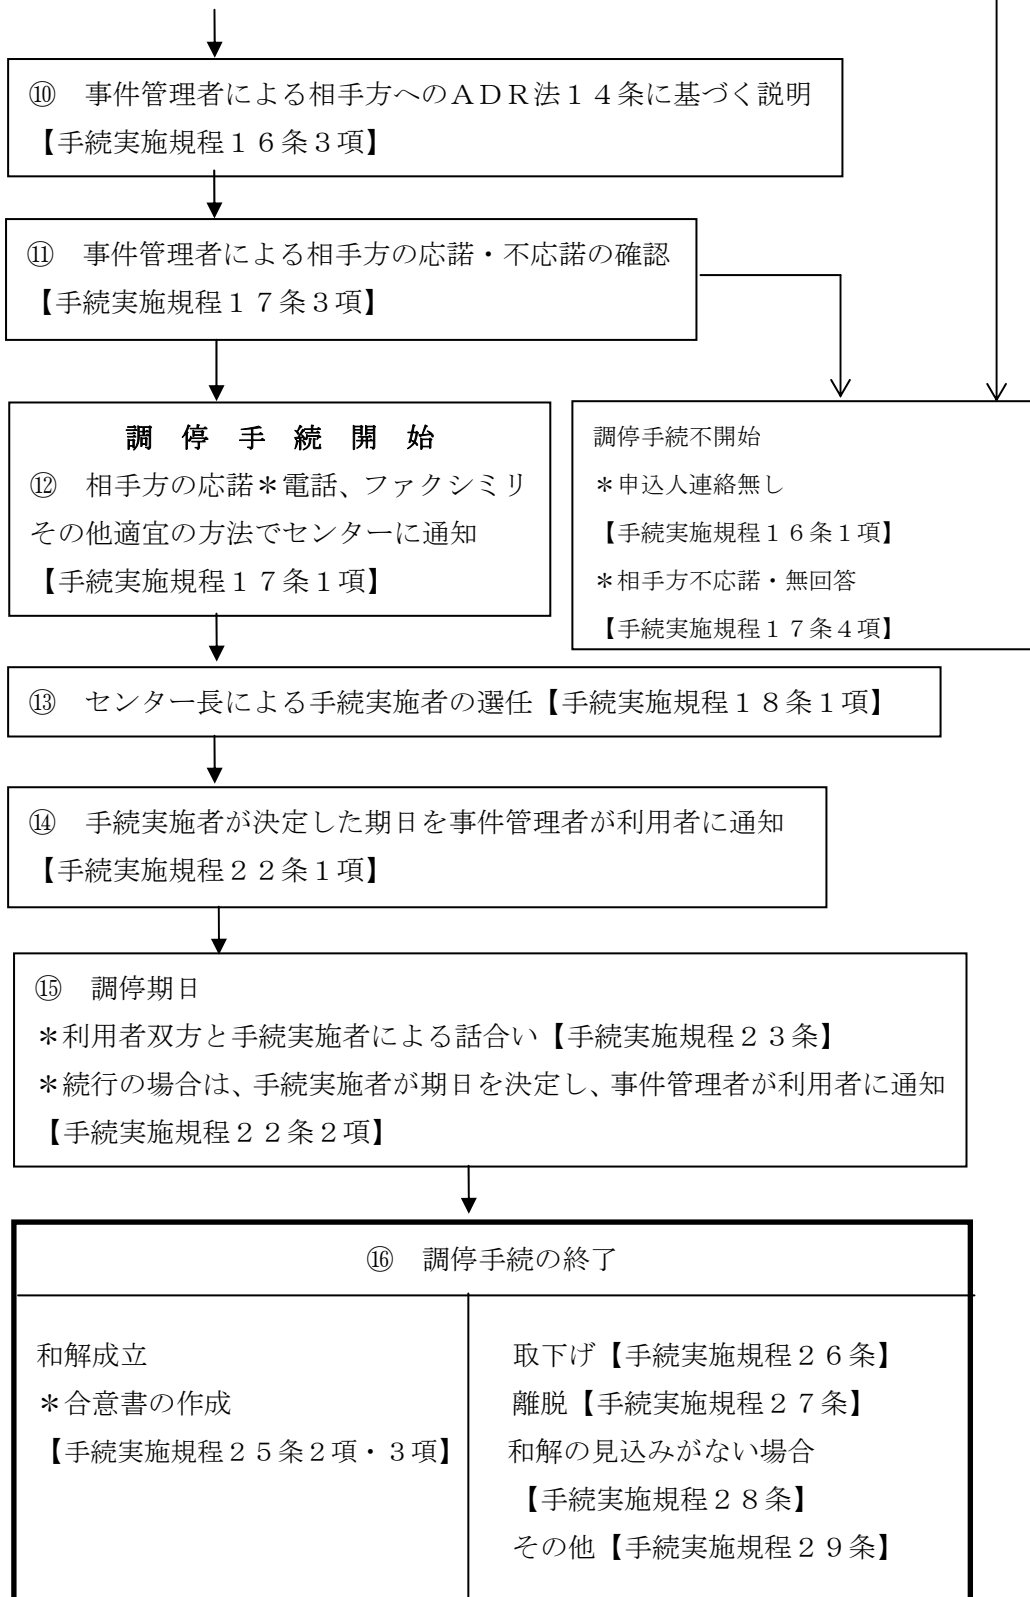 ⑩　事件管理者による相手方へのＡＤＲ法１４条に基づく説明
【手続実施規程１６条３項】
⑪　事件管理者による相手方の応諾・不応諾の確認
【手続実施規程１７条３項】
調　停　手　続　開　始
⑫　相手方の応諾＊電話、ファクシミリ
その他適宜の方法でセンターに通知
【手続実施規程１７条１項】
調停手続不開始
＊申込人連絡無し
【手続実施規程１６条１項】
＊相手方不応諾・無回答
【手続実施規程１７条４項】
⑬　センター長による手続実施者の選任【手続実施規程１８条１項】
⑭　手続実施者が決定した期日を事件管理者が利用者に通知
【手続実施規程２２条１項】
⑮　調停期日
＊利用者双方と手続実施者による話合い【手続実施規程２３条】
＊続行の場合は、手続実施者が期日を決定し、事件管理者が利用者に通知
【手続実施規程２２条２項】
⑯　調停手続の終了
和解成立
＊合意書の作成
【手続実施規程２５条２項・３項】
取下げ【手続実施規程２６条】
離脱【手続実施規程２７条】
和解の見込みがない場合
【手続実施規程２８条】
その他【手続実施規程２９条】